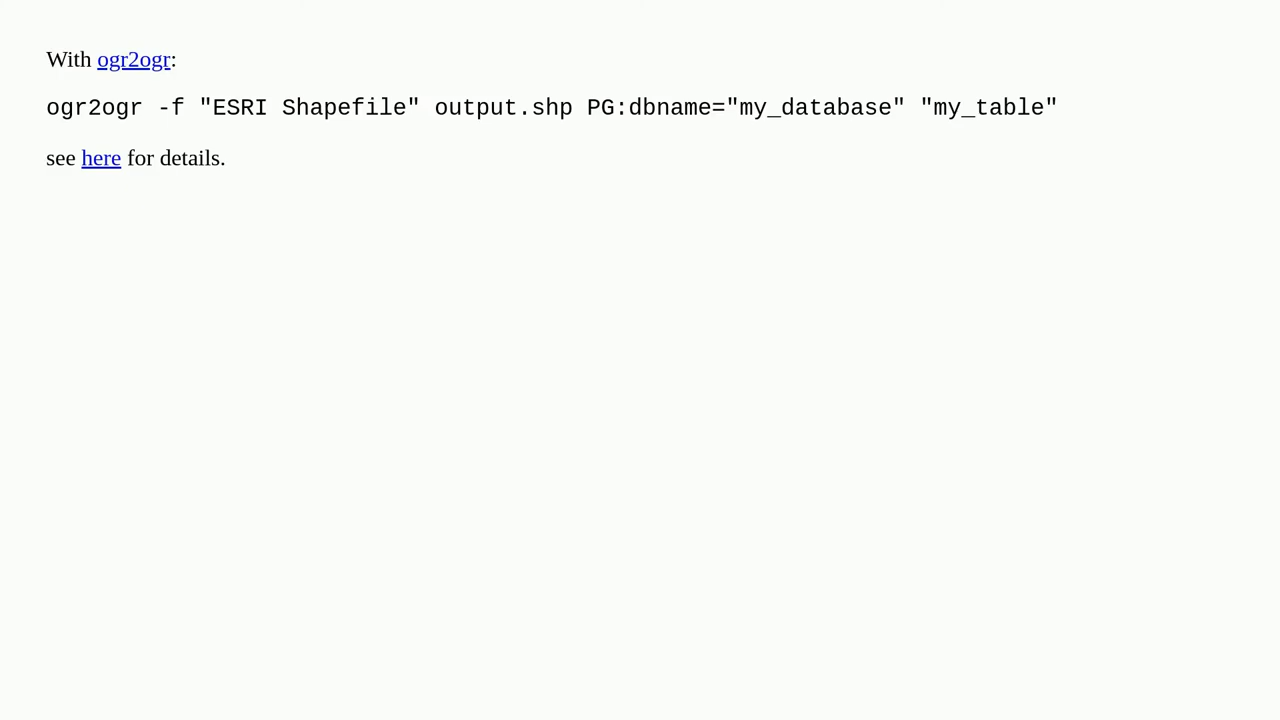 With ogr2ogr:
ogr2ogr -f "ESRI Shapefile" output.shp PG:dbname="my_database" "my_table"
see here for details.